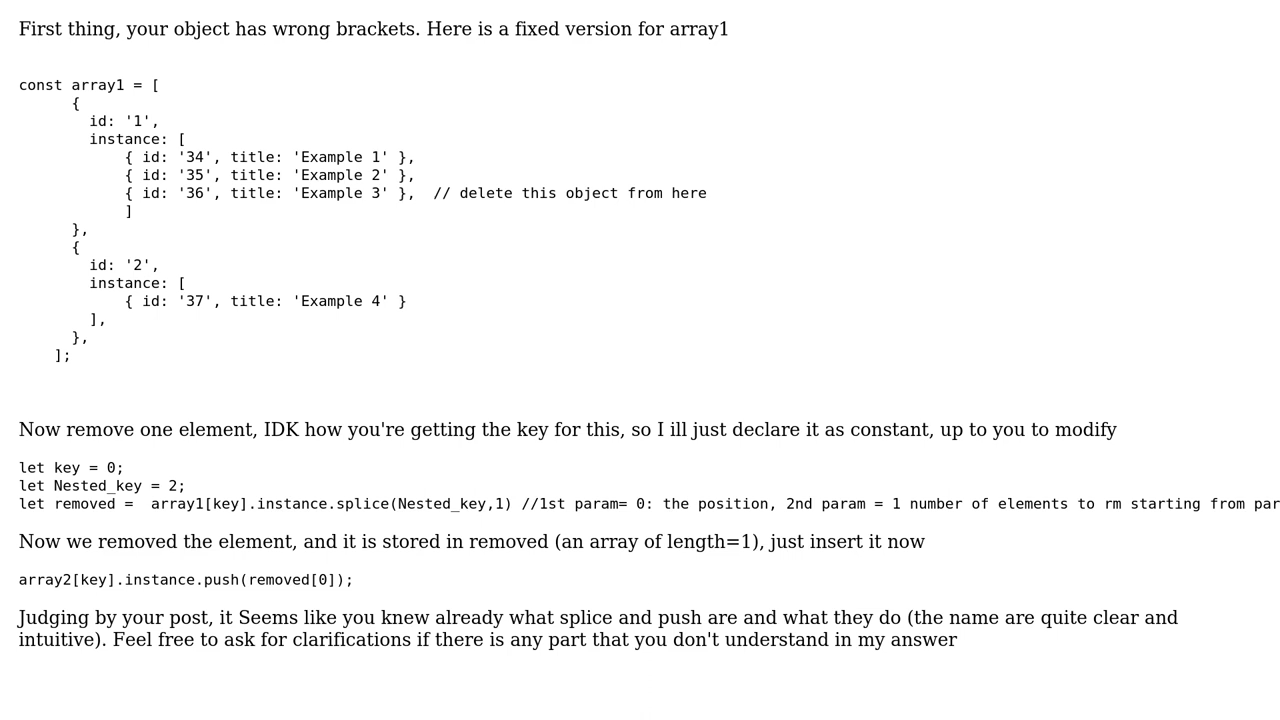 First thing, your object has wrong brackets. Here is a fixed version for array1
const array1 = [
      {
        id: '1',
        instance: [
            { id: '34', title: 'Example 1' },
            { id: '35', title: 'Example 2' },
            { id: '36', title: 'Example 3' },  // delete this object from here
            ]
      },
      {
        id: '2',
        instance: [
            { id: '37', title: 'Example 4' }
        ],
      },
    ];
Now remove one element, IDK how you're getting the key for this, so I ill just declare it as constant, up to you to modify
let key = 0;
let Nested_key = 2;
let removed =  array1[key].instance.splice(Nested_key,1) //1st param= 0: the position, 2nd param = 1 number of elements to rm starting from par
Now we removed the element, and it is stored in removed (an array of length=1), just insert it now
array2[key].instance.push(removed[0]);
Judging by your post, it Seems like you knew already what splice and push are and what they do (the name are quite clear and
intuitive). Feel free to ask for clarifications if there is any part that you don't understand in my answer